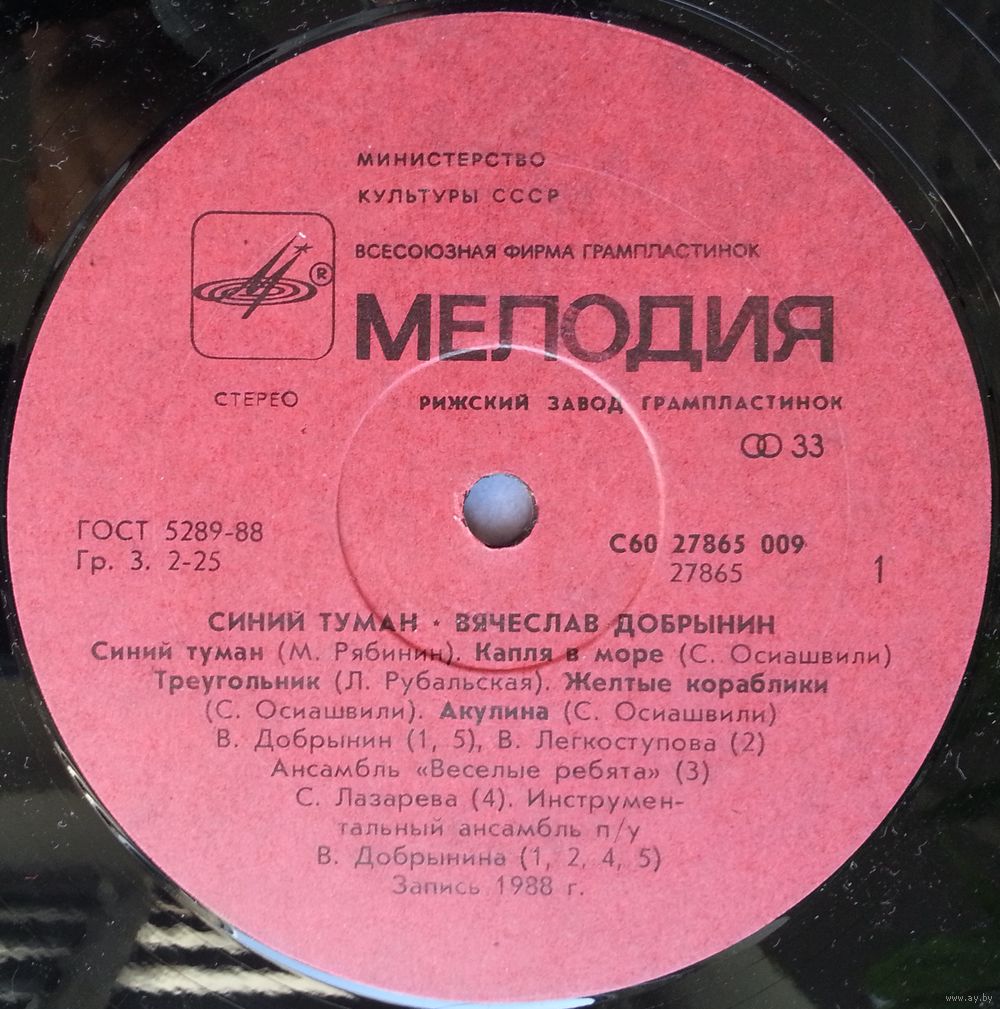 МИНИСТЕРСТВО
КУЛЬТУРЫ СССР
ВСЕСОЮЗНАЯ ФИРМА ГРАМПЛАСТИНОК
®
МЕЛОДИЯ
СТЕРЕО
РИЖСКИЙ ЗАВОД ГРАМПЛАСТИНОК
33
ГОСТ 5289-88
Гр. 3. 2-25
С60 27865 009
27865
1
СИНИЙ ТУМАН · ВЯЧЕСЛАВ ДОБРЫНИН
Синий туман (М. Рябинин). Капля в море (С. Осиашвили)
Треугольник (Л. Рубальская). Желтые кораблики
(С. Осиашвили). Акулина (С. Осиашвили)
В. Добрынин (1, 5), В. Легкоступова (2)
Ансамбль «Веселые ребята» (3)
С. Лазарева (4). Инструмен-
тальный ансамбль п/у
В. Добрынина (1, 2, 4, 5)
Запись 1988 г.
www.ay.by